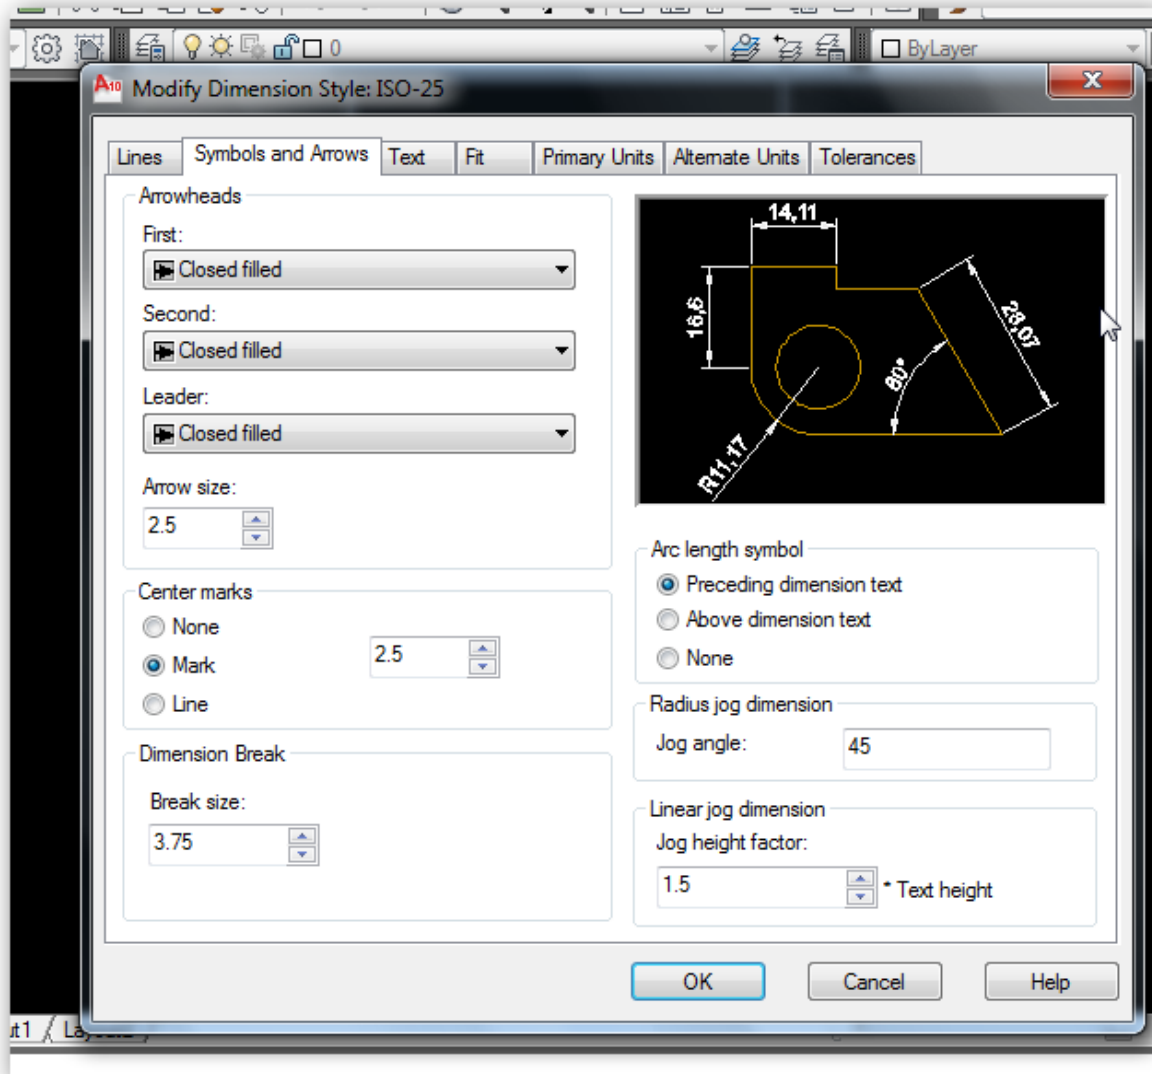 0
ByLayer
A10 Modify Dimension Style: ISO-25
Lines Symbols and Arrows Text Fit Primary Units Alternate Units Tolerances
Arrowheads
First:
Closed filled
Second:
Closed filled
Leader:
Closed filled
Arrow size:
2.5
Center marks
None
Mark
2.5
Line
Dimension Break
Break size:
3.75
14,11
16,6
28,07
60°
R11,17
Arc length symbol
Preceding dimension text
Above dimension text
None
Radius jog dimension
Jog angle:
45
Linear jog dimension
Jog height factor:
1.5
* Text height
OK Cancel Help